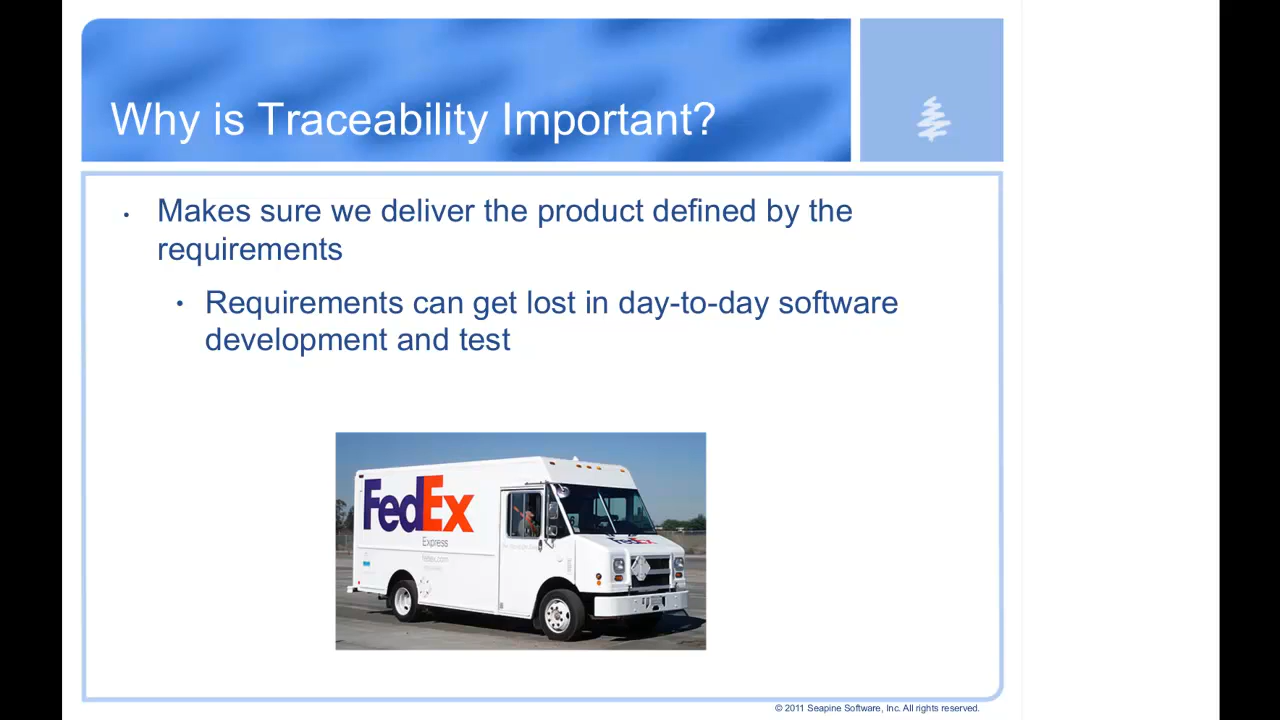 Why is Traceability Important?
• Makes sure we deliver the product defined by the
requirements
• Requirements can get lost in day-to-day software
development and test
FedEx
Express
FedEx
© 2011 Seapine Software, Inc. All rights reserved.